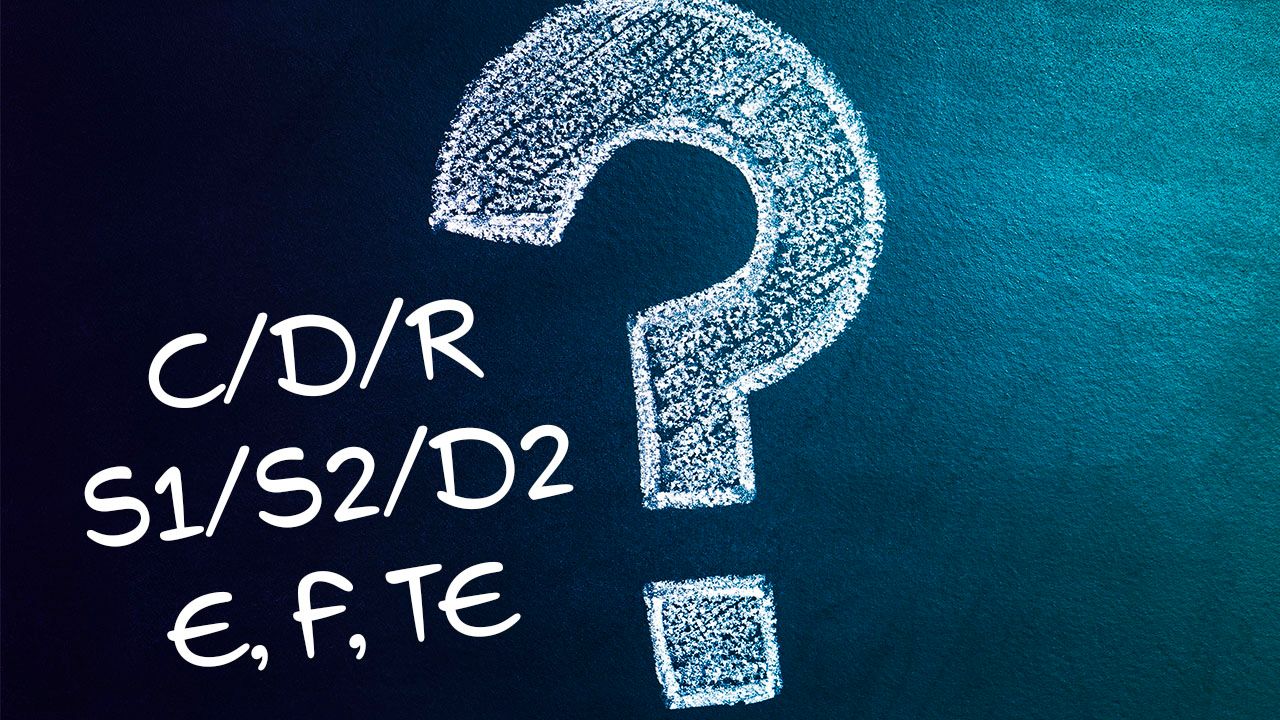 C/D/R
S1/S2/D2
E, F, TE